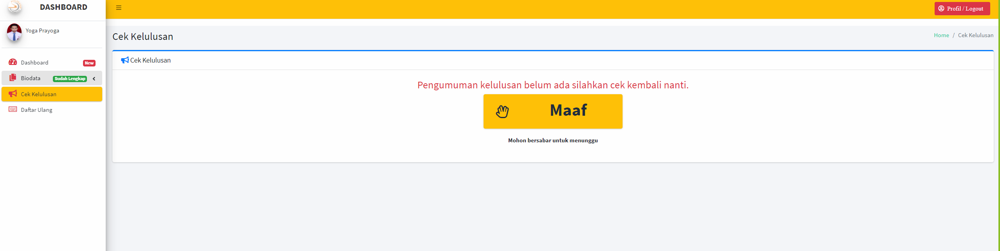 DASHBOARD
Profil / Logout
Yoga Prayoga
Cek Kelulusan
Home / Cek Kelulusan
Dashboard New
Biodata Sudah Lengkap
Cek Kelulusan
Daftar Ulang
Cek Kelulusan
Pengumuman kelulusan belum ada silahkan cek kembali nanti.
Maaf
Mohon bersabar untuk menunggu